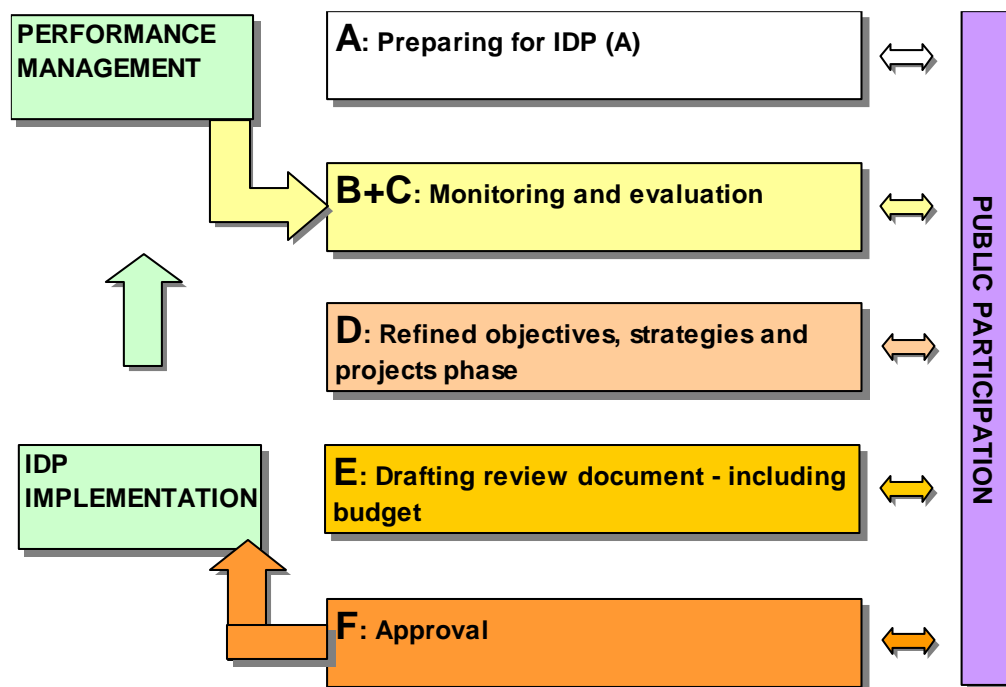 PERFORMANCE
MANAGEMENT
A: Preparing for IDP (A)
B+C: Monitoring and evaluation
D: Refined objectives, strategies and
projects phase
IDP
IMPLEMENTATION
E: Drafting review document - including
budget
F: Approval
PUBLIC PARTICIPATION